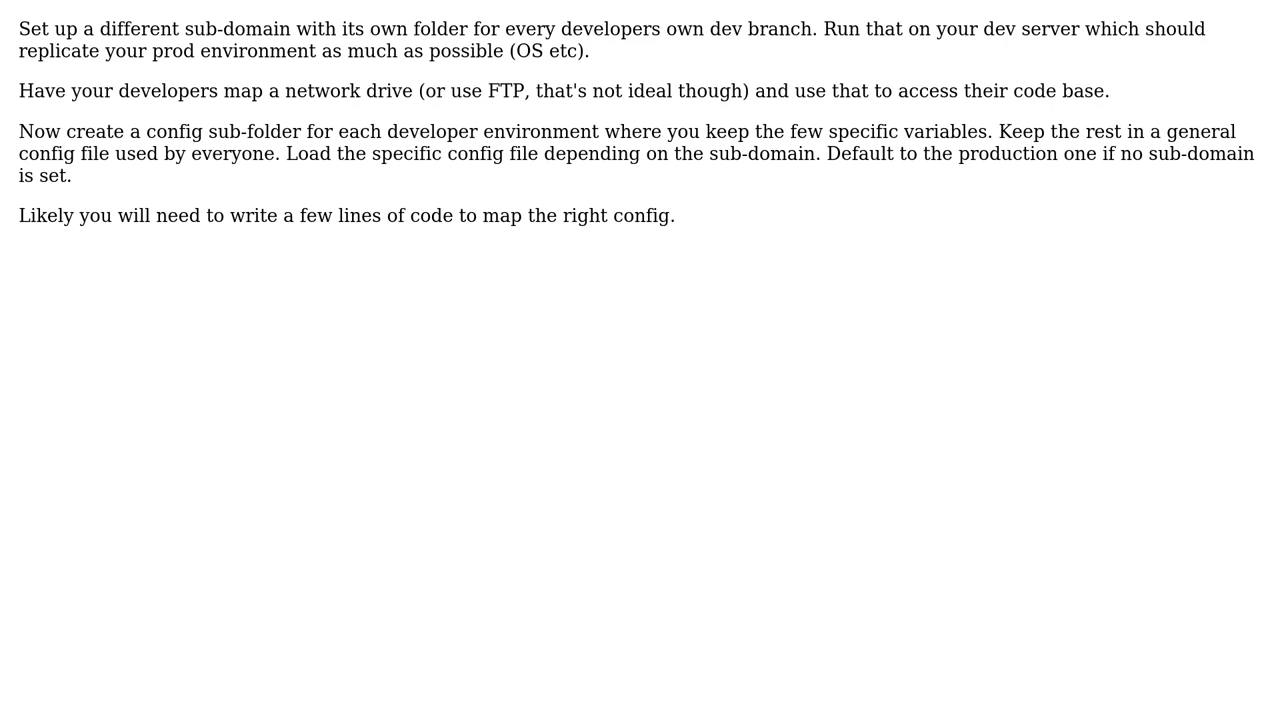 Set up a different sub-domain with its own folder for every developers own dev branch. Run that on your dev server which should
replicate your prod environment as much as possible (OS etc).
Have your developers map a network drive (or use FTP, that's not ideal though) and use that to access their code base.
Now create a config sub-folder for each developer environment where you keep the few specific variables. Keep the rest in a general
config file used by everyone. Load the specific config file depending on the sub-domain. Default to the production one if no sub-domain
is set.
Likely you will need to write a few lines of code to map the right config.